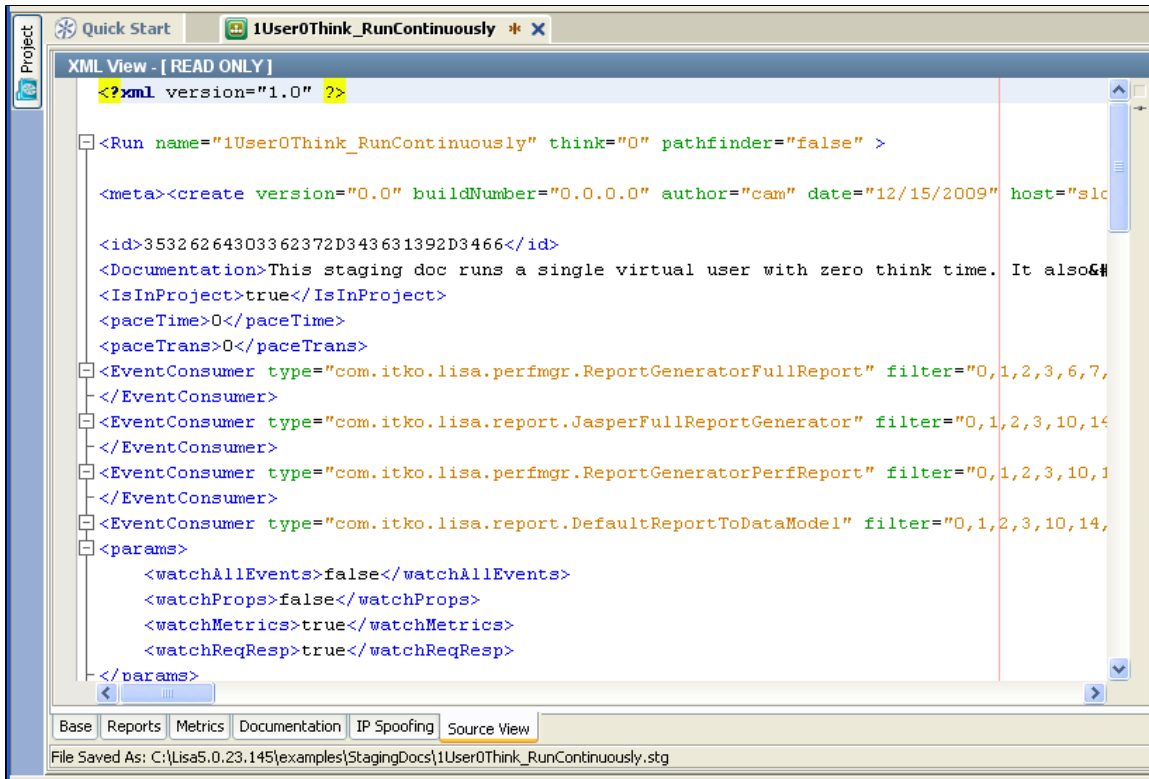 Project
Quick Start
1User0Think_RunContinuously
XML View - [ READ ONLY ]
<?xml version="1.0" ?>
<Run name="1User0Think_RunContinuously" think="0" pathfinder="false" >
<meta><create version="0.0" buildNumber="0.0.0.0" author="cam" date="12/15/2009" host="slo
<id>35326264303362372D343631392D3466</id>
<Documentation>This staging doc runs a single virtual user with zero think time. It also&#
<IsInProject>true</IsInProject>
<paceTime>0</paceTime>
<paceTrans>0</paceTrans>
<EventConsumer type="com.itko.lisa.perfmgr.ReportGeneratorFullReport" filter="0,1,2,3,6,7,
</EventConsumer>
<EventConsumer type="com.itko.lisa.report.JasperFullReportGenerator" filter="0,1,2,3,10,14
</EventConsumer>
<EventConsumer type="com.itko.lisa.perfmgr.ReportGeneratorPerfReport" filter="0,1,2,3,10,1
</EventConsumer>
<EventConsumer type="com.itko.lisa.report.DefaultReportToDataModel" filter="0,1,2,3,10,14,
<params>
<watchAllEvents>false</watchAllEvents>
<watchProps>false</watchProps>
<watchMetrics>true</watchMetrics>
<watchReqResp>true</watchReqResp>
</params>
Base Reports Metrics Documentation IP Spoofing Source View
File Saved As: C:\Lisa5.0.23.145\examples\StagingDocs\1User0Think_RunContinuously.stg